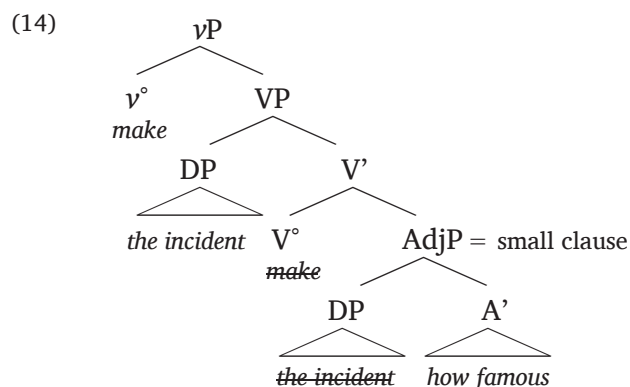 (14)
vP
v° VP
make
DP V’
the incident V° AdjP = small clause
make
DP A’
the incident how famous